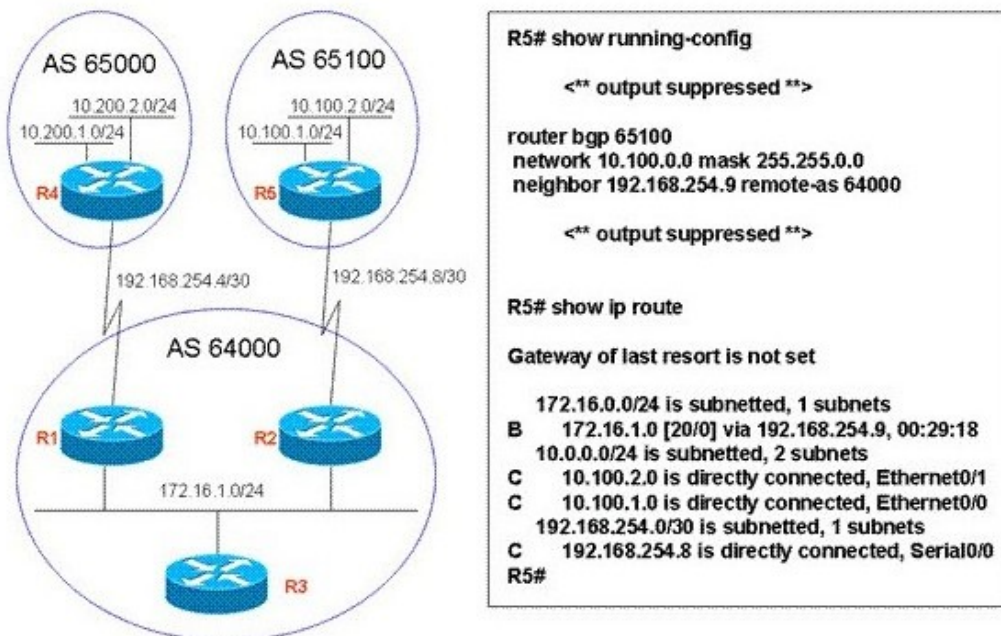 AS 65000
10.200.2.0/24
10.200.1.0/24
R4
AS 65100
10.100.2.0/24
10.100.1.0/24
R5
192.168.254.4/30
192.168.254.8/30
AS 64000
R1
R2
172.16.1.0/24
R3
R5# show running-config
<** output suppressed **>
router bgp 65100
network 10.100.0.0 mask 255.255.0.0
neighbor 192.168.254.9 remote-as 64000
<** output suppressed **>
R5# show ip route
Gateway of last resort is not set
172.16.0.0/24 is subnetted, 1 subnets
B 172.16.1.0 [20/0] via 192.168.254.9, 00:29:18
10.0.0.0/24 is subnetted, 2 subnets
C 10.100.2.0 is directly connected, Ethernet0/1
C 10.100.1.0 is directly connected, Ethernet0/0
192.168.254.0/30 is subnetted, 1 subnets
C 192.168.254.8 is directly connected, Serial0/0
R5#